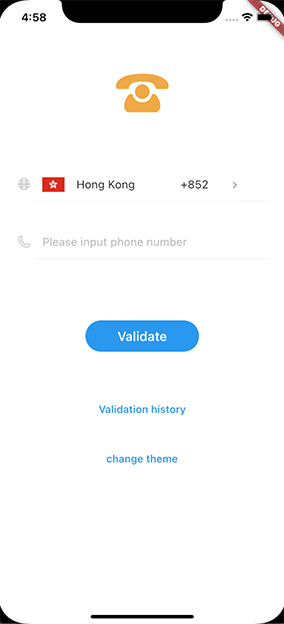 4:58
DEBUG
Hong Kong +852
Please input phone number
Validate
Validation history
change theme